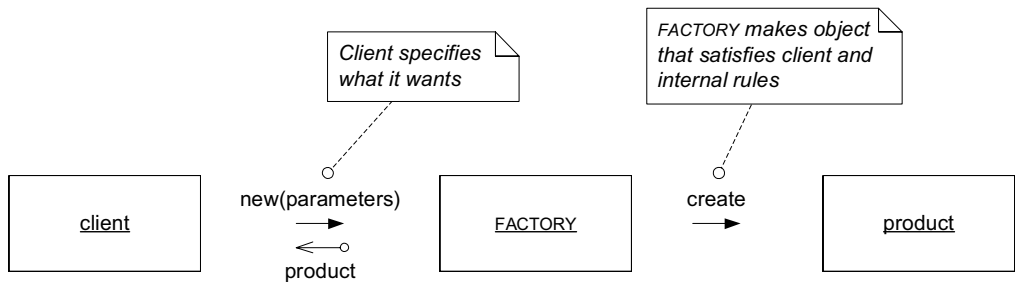 Client specifies
what it wants
FACTORY makes object
that satisfies client and
internal rules
client
new(parameters)
product
FACTORY
create
product